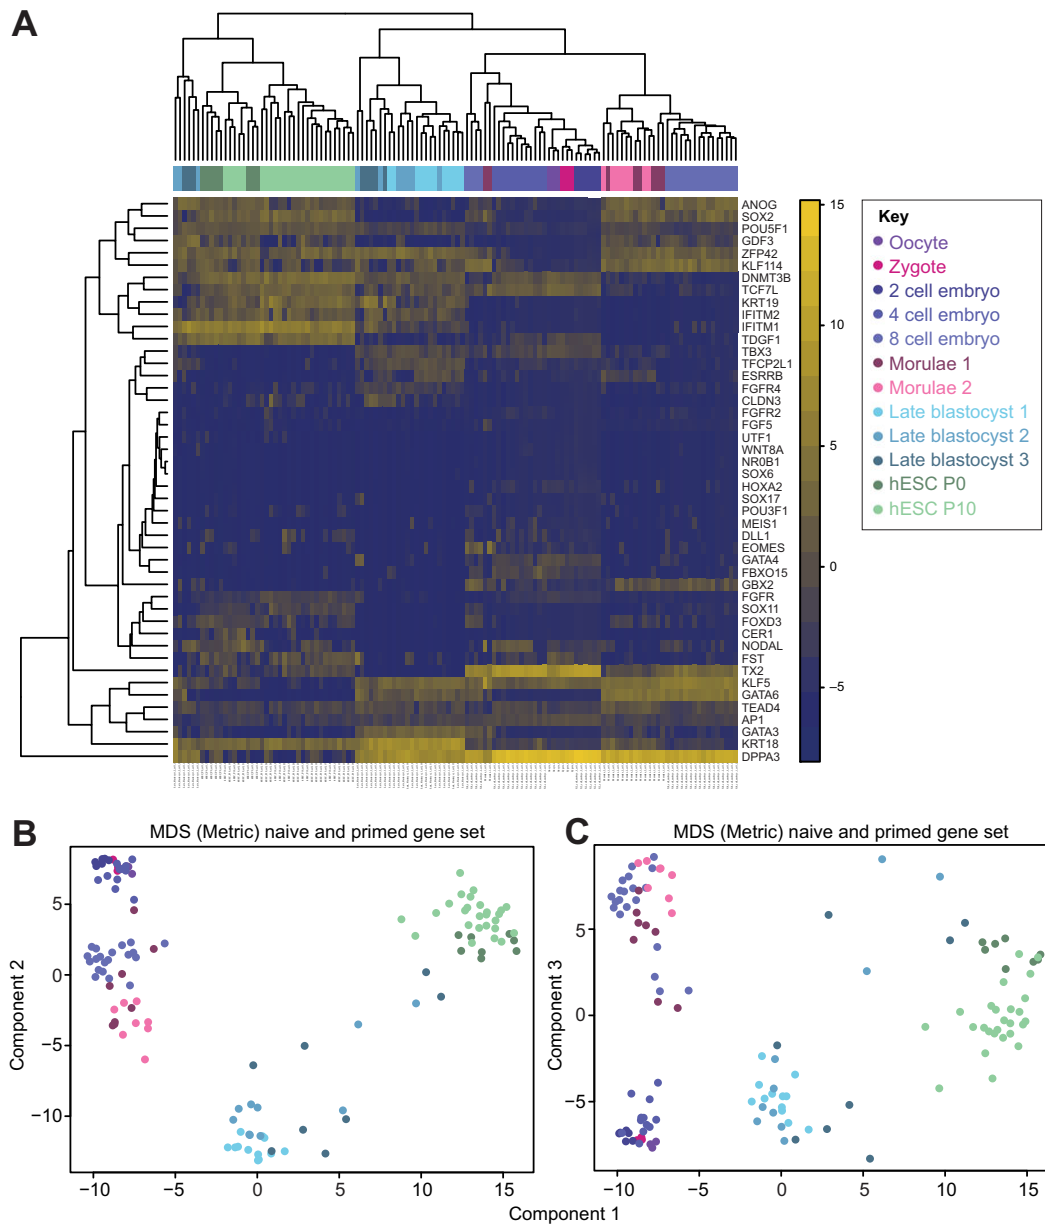 A
ANOG
SOX2
POU5F1
GDF3
ZFP42
KLF114
DNMT3B
TCF7L
KRT19
IFITM2
IFITM1
TDGF1
TBX3
TFCP2L1
ESRRB
FGFR4
CLDN3
FGFR2
FGF5
UTF1
WNT8A
NR0B1
SOX6
HOXA2
SOX17
POU3F1
MEIS1
DLL1
EOMES
GATA4
FBXO15
GBX2
FGFR
SOX11
FOXD3
CER1
NODAL
FST
TX2
KLF5
GATA6
TEAD4
AP1
GATA3
KRT18
DPPA3
15
10
5
0
−5
Key
Oocyte
Zygote
2 cell embryo
4 cell embryo
8 cell embryo
Morulae 1
Morulae 2
Late blastocyst 1
Late blastocyst 2
Late blastocyst 3
hESC P0
hESC P10
B
MDS (Metric) naive and primed gene set
Component 2
5
0
−5
−10
−10 −5 0 5 10 15
C
MDS (Metric) naive and primed gene set
Component 3
5
0
−5
−10 −5 0 5 10 15
Component 1